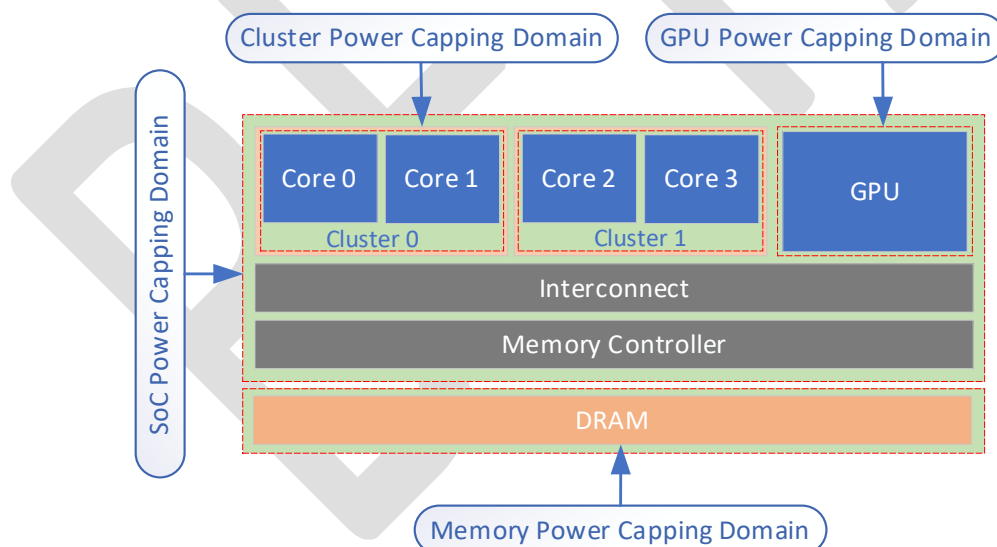 Cluster Power Capping Domain
GPU Power Capping Domain
SoC Power Capping Domain
Core 0
Core 1
Core 2
Core 3
GPU
Cluster 0
Cluster 1
Interconnect
Memory Controller
DRAM
Memory Power Capping Domain